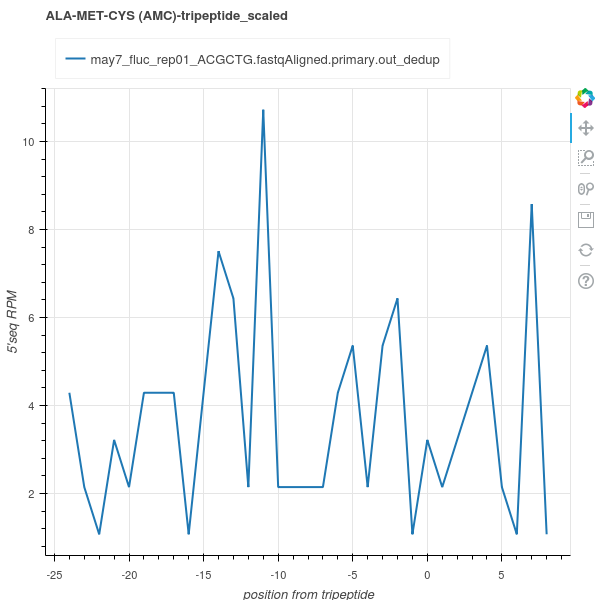 ALA-MET-CYS (AMC)-tripeptide_scaled
may7_fluc_rep01_ACGCTG.fastqAligned.primary.out_dedup
10
8
6
4
2
5'seq RPM
-25 -20 -15 -10 -5 0 5
position from tripeptide